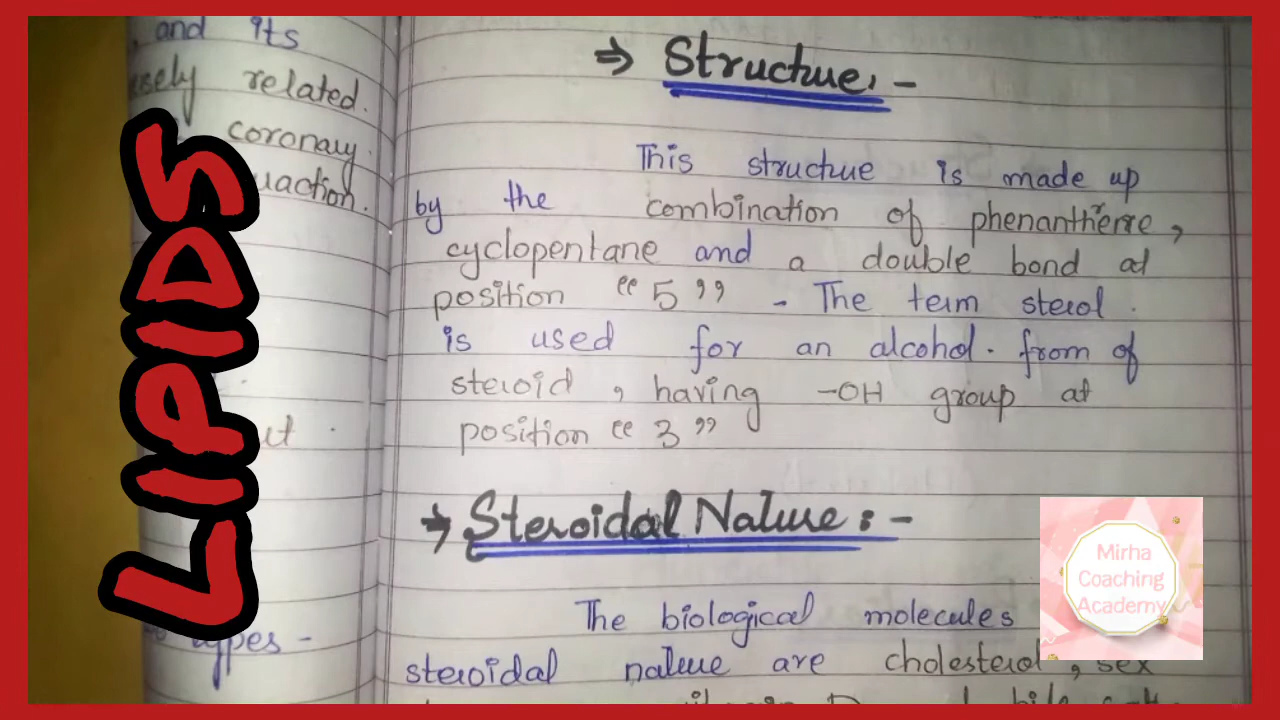 and its
related.
coronary
.
LIPIDS
types -
⇒ Structure: -
This structure is made up
by the combination of phenanthrene,
cyclopentane and a double bond at
position “5” - The term sterol
is used for an alcohol. from of
steroid, having -OH group at
position “3”
→ Steroidal Nature: -
The biological molecules
steroidal nature are cholesterol, sex
Mirha
Coaching
Academy